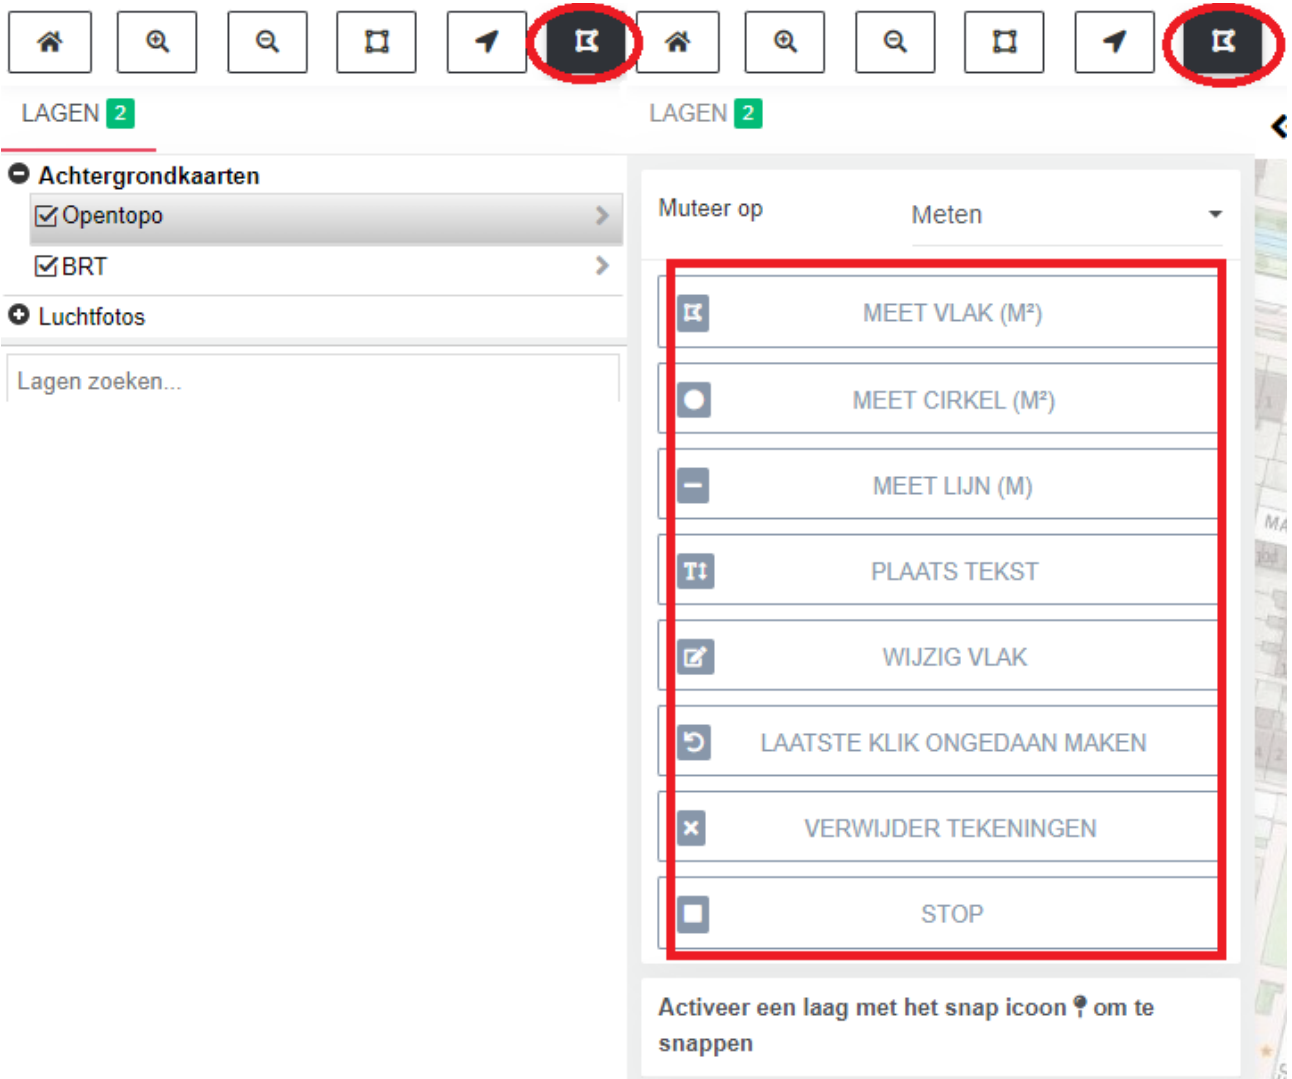 LAGEN 2
Achtergrondkaarten
Opentopo
BRT
Luchtfotos
Lagen zoeken...
LAGEN 2
Muteer op Meten
MEET VLAK (M²)
MEET CIRKEL (M²)
MEET LIJN (M)
PLAATS TEKST
WIJZIG VLAK
LAATSTE KLIK ONGEDAAN MAKEN
VERWIJDER TEKENINGEN
STOP
Activeer een laag met het snap icoon om te
snappen